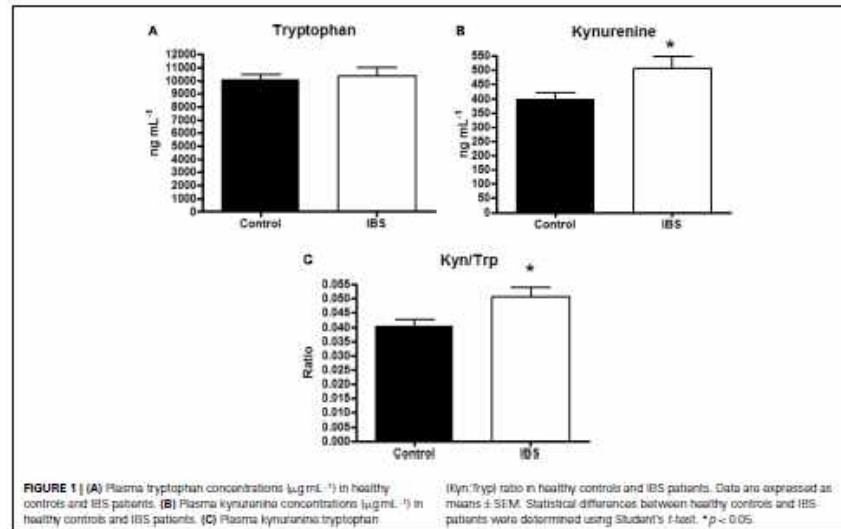 A
Tryptophan
12000
11000
10000
9000
8000
7000
6000
5000
4000
3000
2000
1000
0
ng mL⁻¹
Control
IBS
B
Kynurenine
*
550
500
450
400
350
300
250
200
150
100
50
0
ng mL⁻¹
Control
IBS
C
Kyn/Trp
*
0.055
0.050
0.045
0.040
0.035
0.030
0.025
0.020
0.015
0.010
0.005
0.000
Ratio
Control
IBS
FIGURE 1 | (A) Plasma tryptophan concentrations (μg mL⁻¹) in healthy
controls and IBS patients. (B) Plasma kynurenine concentrations (μg mL⁻¹) in
healthy controls and IBS patients. (C) Plasma kynurenine tryptophan
(Kyn:Tryp) ratio in healthy controls and IBS patients. Data are expressed as
means ± SEM. Statistical differences between healthy controls and IBS
patients were determined using Student's t-test. *p < 0.05.